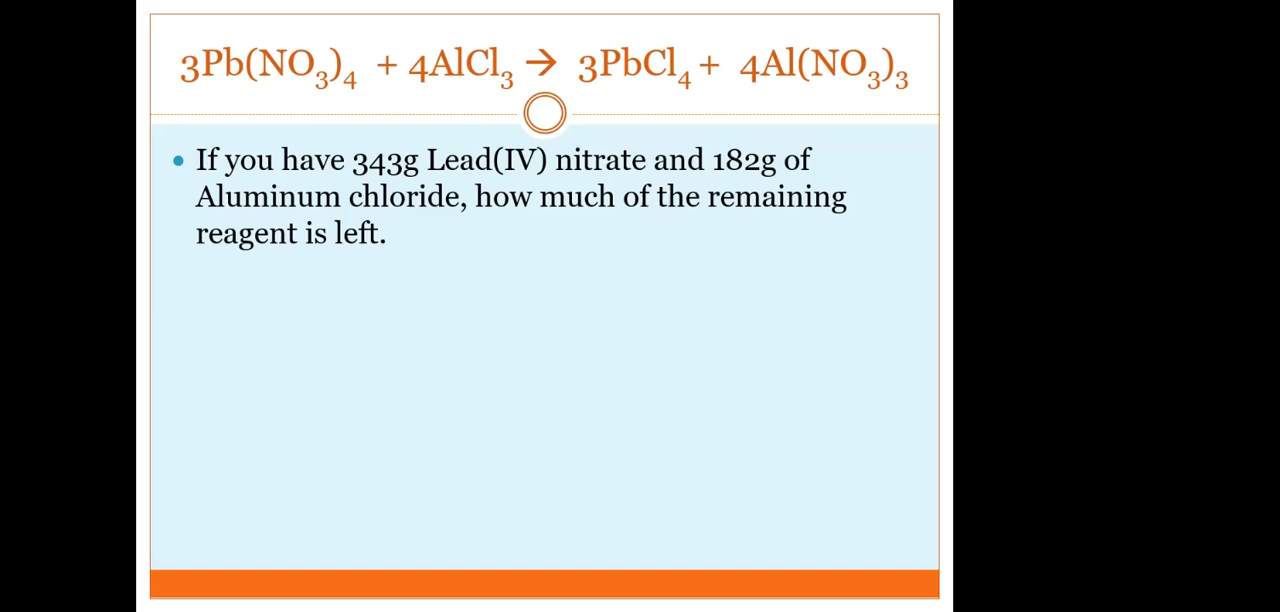 3Pb(NO3)4 + 4AlCl3 → 3PbCl4 + 4Al(NO3)3
• If you have 343g Lead(IV) nitrate and 182g of
Aluminum chloride, how much of the remaining
reagent is left.